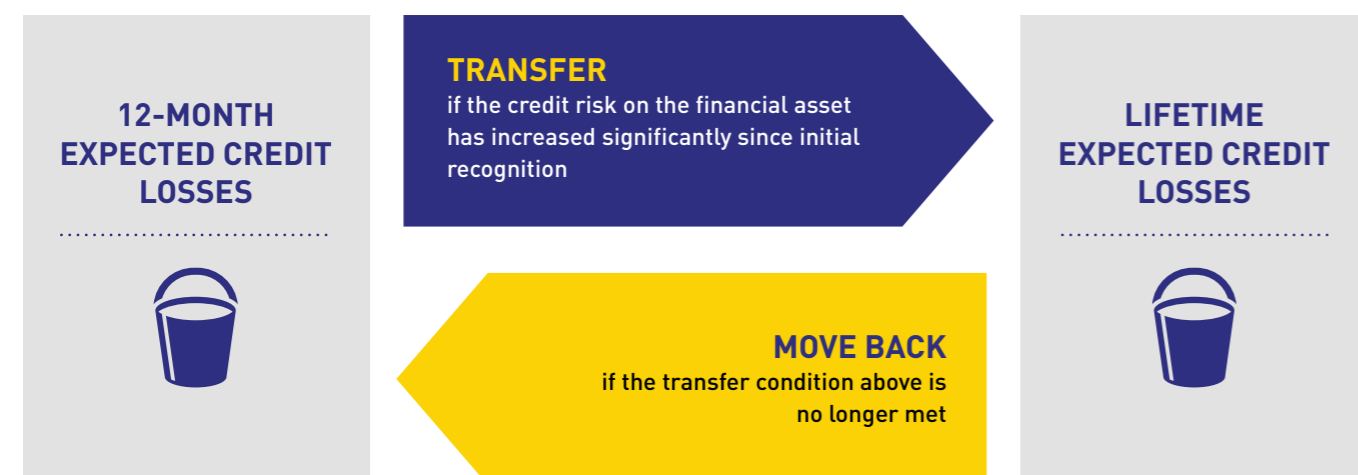 12-MONTH
EXPECTED CREDIT
LOSSES
TRANSFER
if the credit risk on the financial asset
has increased significantly since initial
recognition
MOVE BACK
if the transfer condition above is
no longer met
LIFETIME
EXPECTED CREDIT
LOSSES